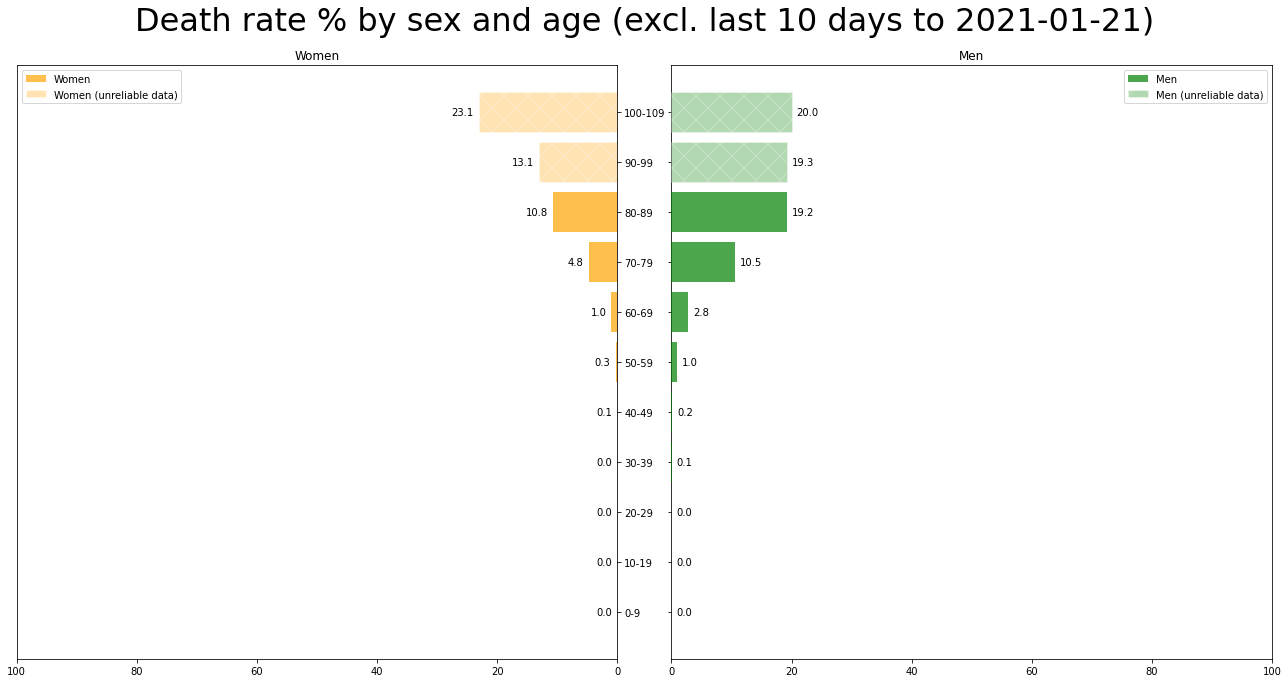 Death rate % by sex and age (excl. last 10 days to 2021-01-21)
Women
Men
Women
Women (unreliable data)
Men
Men (unreliable data)
23.1 100-109 20.0
13.1 90-99 19.3
10.8 80-89 19.2
4.8 70-79 10.5
1.0 60-69 2.8
0.3 50-59 1.0
0.1 40-49 0.2
0.0 30-39 0.1
0.0 20-29 0.0
0.0 10-19 0.0
0.0 0-9 0.0
100 80 60 40 20 0 0 20 40 60 80 100